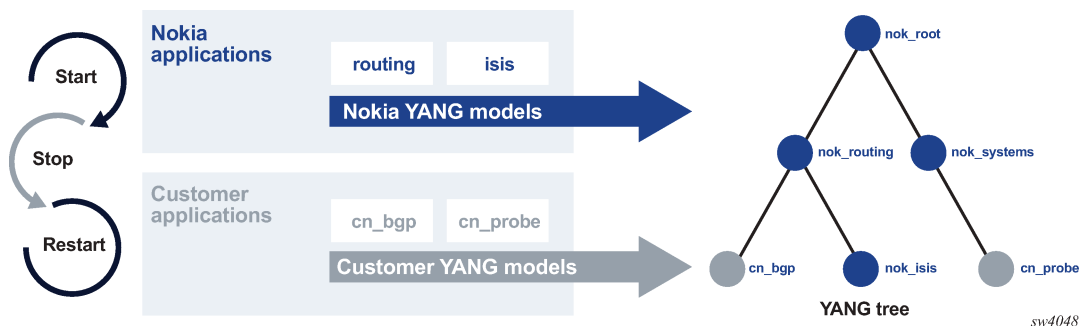 Start
Stop
Restart
Nokia
applications
routing
isis
Nokia YANG models
Customer
applications
cn_bgp
cn_probe
Customer YANG models
nok_root
nok_routing
nok_systems
cn_bgp
nok_isis
cn_probe
YANG tree
sw4048